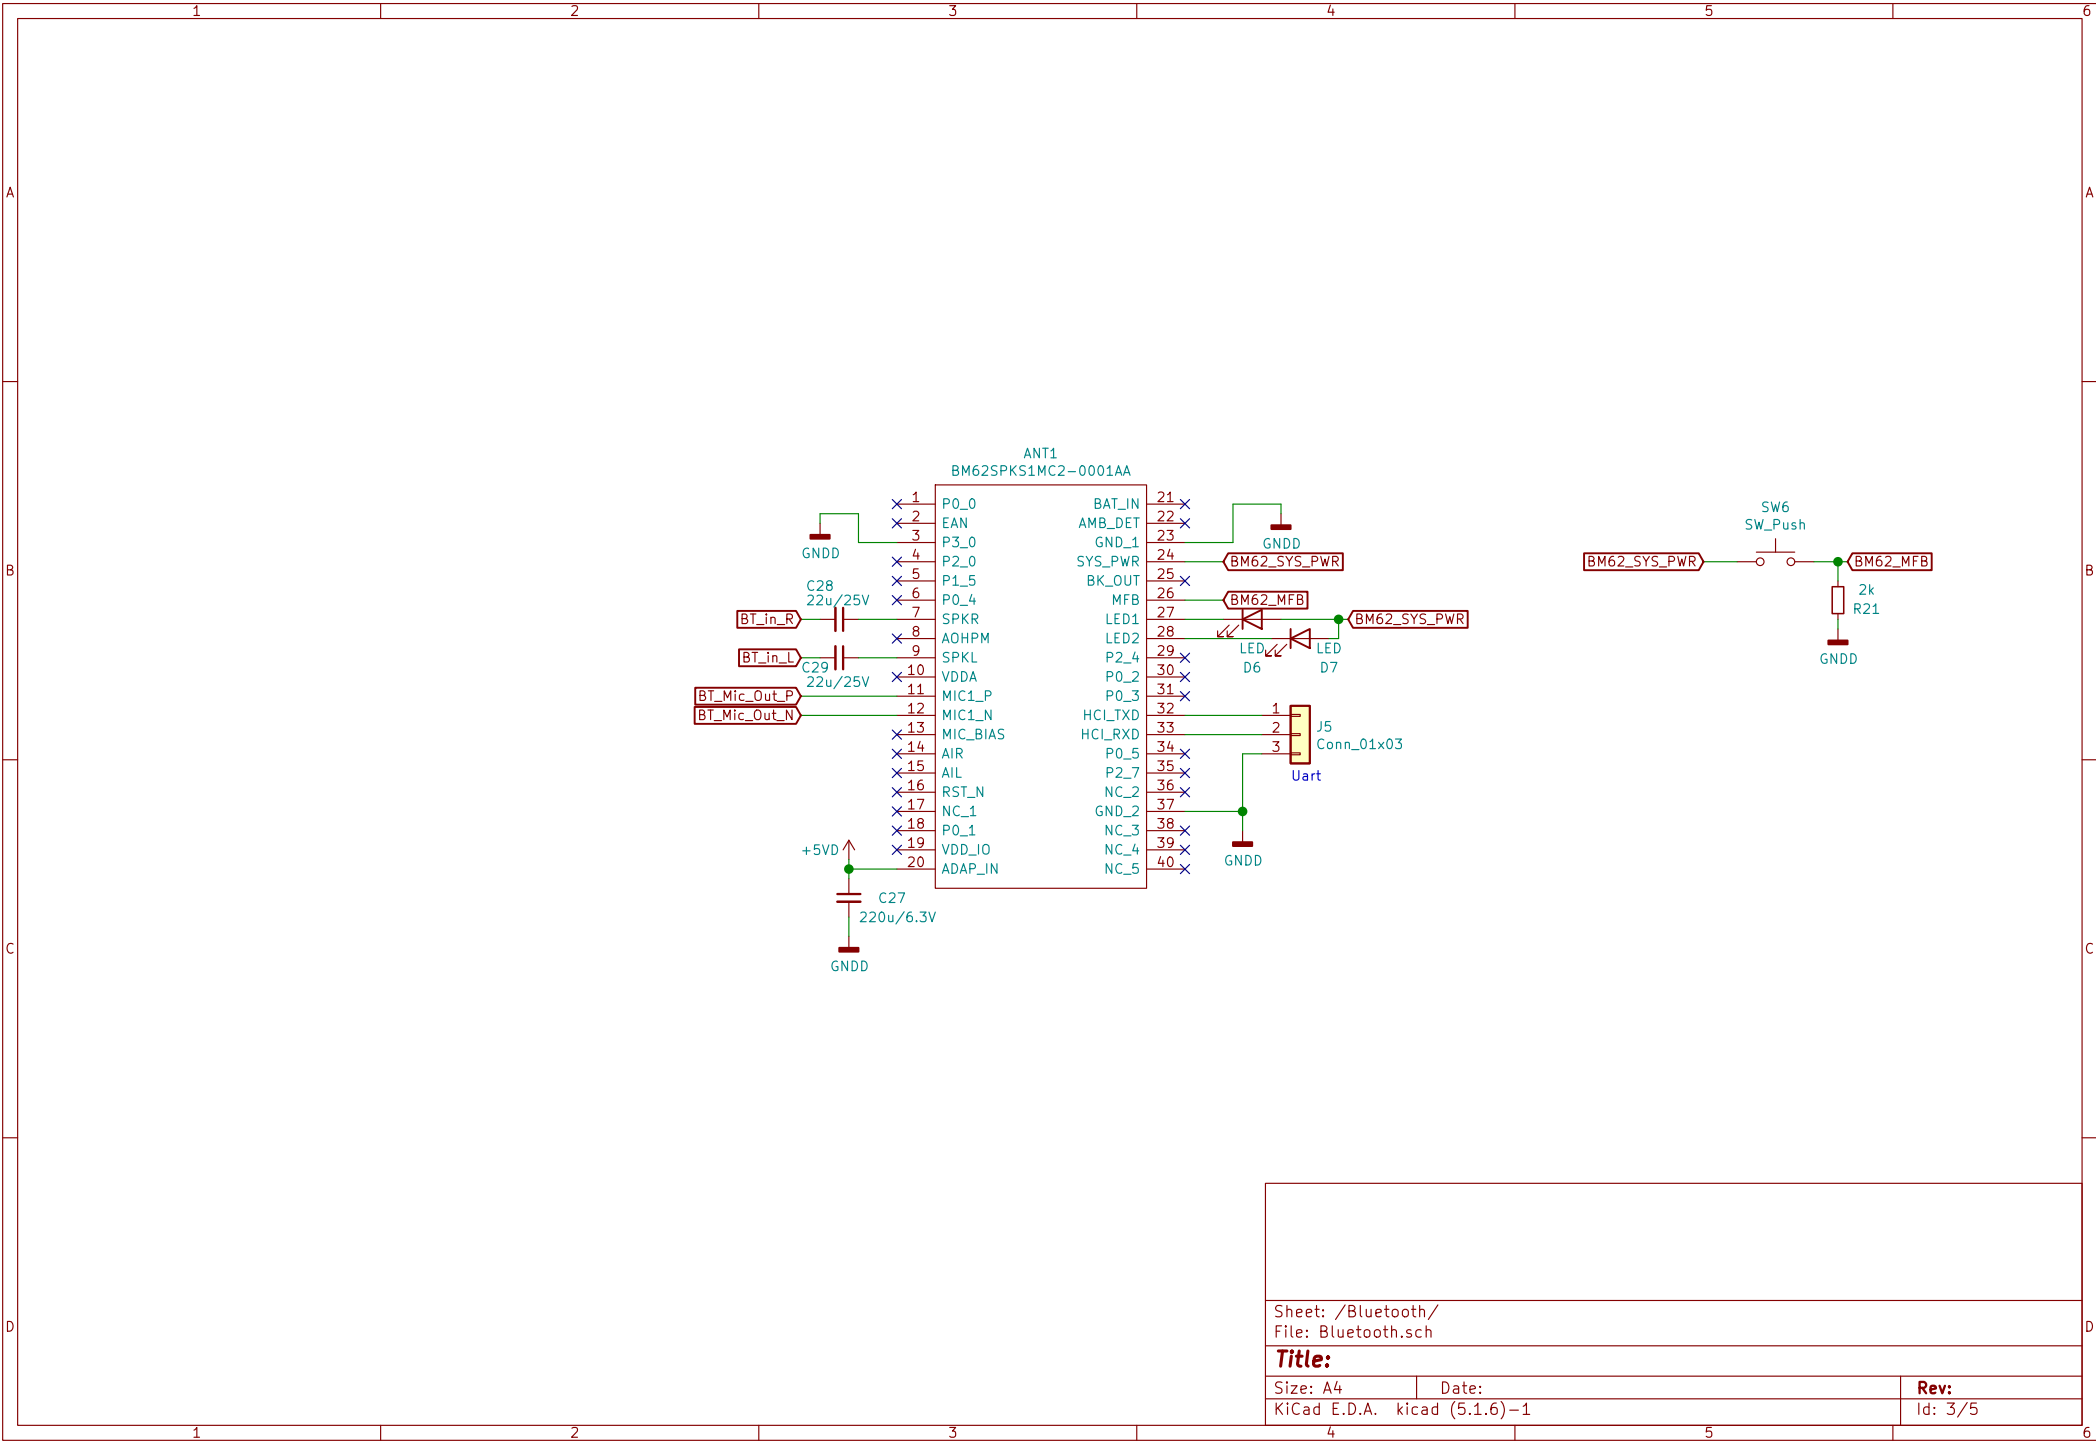 1 2 3 4 5 6
A A
B B
C C
D D
ANT1
BM62SPKS1MC2-0001AA
1 P0_0
2 EAN
3 P3_0
4 P2_0
5 P1_5
6 P0_4
7 SPKR
8 AOHPM
9 SPKL
10 VDDA
11 MIC1_P
12 MIC1_N
13 MIC_BIAS
14 AIR
15 AIL
16 RST_N
17 NC_1
18 P0_1
19 VDD_IO
20 ADAP_IN
BAT_IN 21
AMB_DET 22
GND_1 23
SYS_PWR 24
BK_OUT 25
MFB 26
LED1 27
LED2 28
P2_4 29
P0_2 30
P0_3 31
HCI_TXD 32
HCI_RXD 33
P0_5 34
P2_7 35
NC_2 36
GND_2 37
NC_3 38
NC_4 39
NC_5 40
GNDD
C28
22u/25V
BT_in_R
BT_in_L
C29
22u/25V
BT_Mic_Out_P
BT_Mic_Out_N
+5VD
C27
220u/6.3V
GNDD
GNDD
BM62_SYS_PWR
BM62_MFB
BM62_SYS_PWR
LED LED
D6 D7
1
2
3
J5
Conn_01x03
Uart
GNDD
SW6
SW_Push
BM62_SYS_PWR
BM62_MFB
2k
R21
GNDD
Sheet: /Bluetooth/
File: Bluetooth.sch
Title:
Size: A4 Date: Rev:
KiCad E.D.A. kicad (5.1.6)-1 Id: 3/5
1 2 3 4 5 6